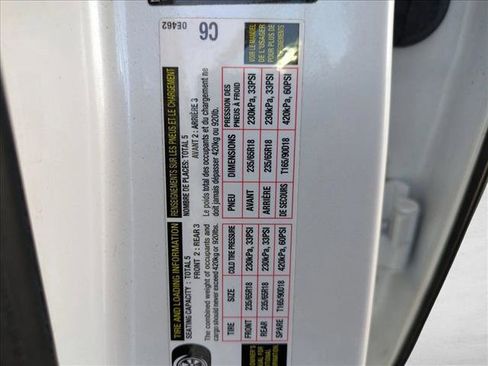 TIRE AND LOADING INFORMATION
SEATING CAPACITY : TOTAL 5
FRONT 2 : REAR 3
The combined weight of occupants and
cargo should never exceed 420kg or 920lbs.
TIRE SIZE COLD TIRE PRESSURE
FRONT 235/65R18 230kPa, 33PSI
REAR 235/65R18 230kPa, 33PSI
SPARE T165/90D18 420kPa, 60PSI
RENSEIGNEMENTS SUR LES PNEUS ET LE CHARGEMENT
NOMBRE DE PLACES: TOTAL 5
AVANT 2 : ARRIÈRE 3
Le poids total des occupants et du chargement ne
doit jamais dépasser 420kg ou 920lb.
PNEU DIMENSIONS PRESSION DES
PNEUS À FROID
AVANT 235/65R18 230kPa, 33PSI
ARRIÈRE 235/65R18 230kPa, 33PSI
DE SECOURS T165/90D18 420kPa, 60PSI
0E462
C6
VOIR LE MANUEL
DE L'USAGER
POUR PLUS DE